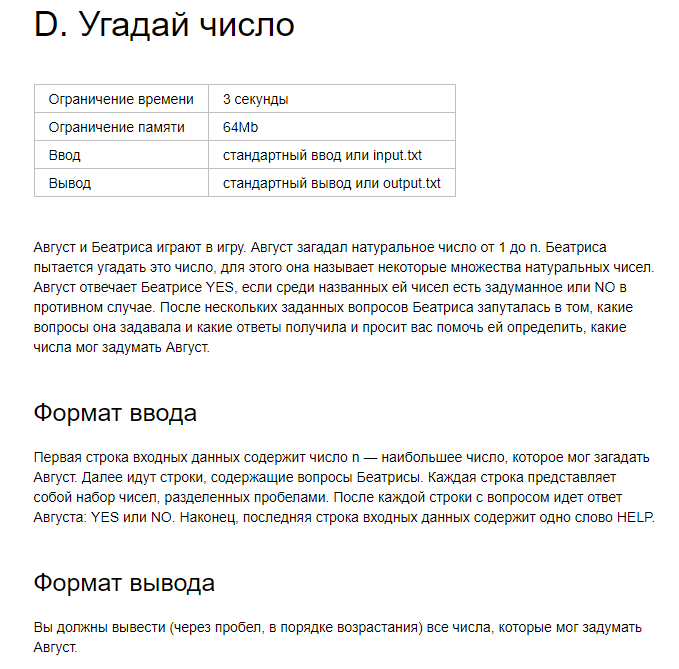 D. Угадай число
Ограничение времени 3 секунды
Ограничение памяти 64Mb
Ввод стандартный ввод или input.txt
Вывод стандартный вывод или output.txt
Август и Беатриса играют в игру. Август загадал натуральное число от 1 до n. Беатриса
пытается угадать это число, для этого она называет некоторые множества натуральных чисел.
Август отвечает Беатрисе YES, если среди названных ей чисел есть задуманное или NO в
противном случае. После нескольких заданных вопросов Беатриса запуталась в том, какие
вопросы она задавала и какие ответы получила и просит вас помочь ей определить, какие
числа мог задумать Август.
Формат ввода
Первая строка входных данных содержит число n — наибольшее число, которое мог загадать
Август. Далее идут строки, содержащие вопросы Беатрисы. Каждая строка представляет
собой набор чисел, разделенных пробелами. После каждой строки с вопросом идет ответ
Августа: YES или NO. Наконец, последняя строка входных данных содержит одно слово HELP.
Формат вывода
Вы должны вывести (через пробел, в порядке возрастания) все числа, которые мог задумать
Август.